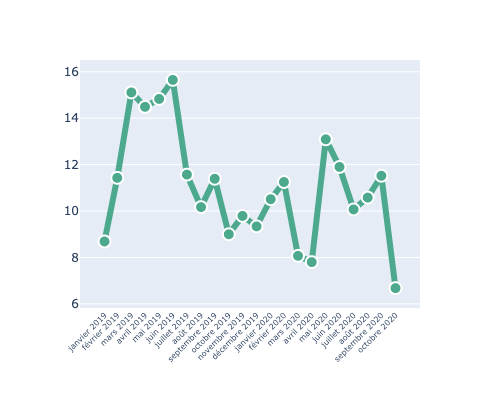 16
14
12
10
8
6
janvier 2019
février 2019
mars 2019
avril 2019
mai 2019
juin 2019
juillet 2019
août 2019
septembre 2019
octobre 2019
novembre 2019
décembre 2019
janvier 2020
février 2020
mars 2020
avril 2020
mai 2020
juin 2020
juillet 2020
août 2020
septembre 2020
octobre 2020